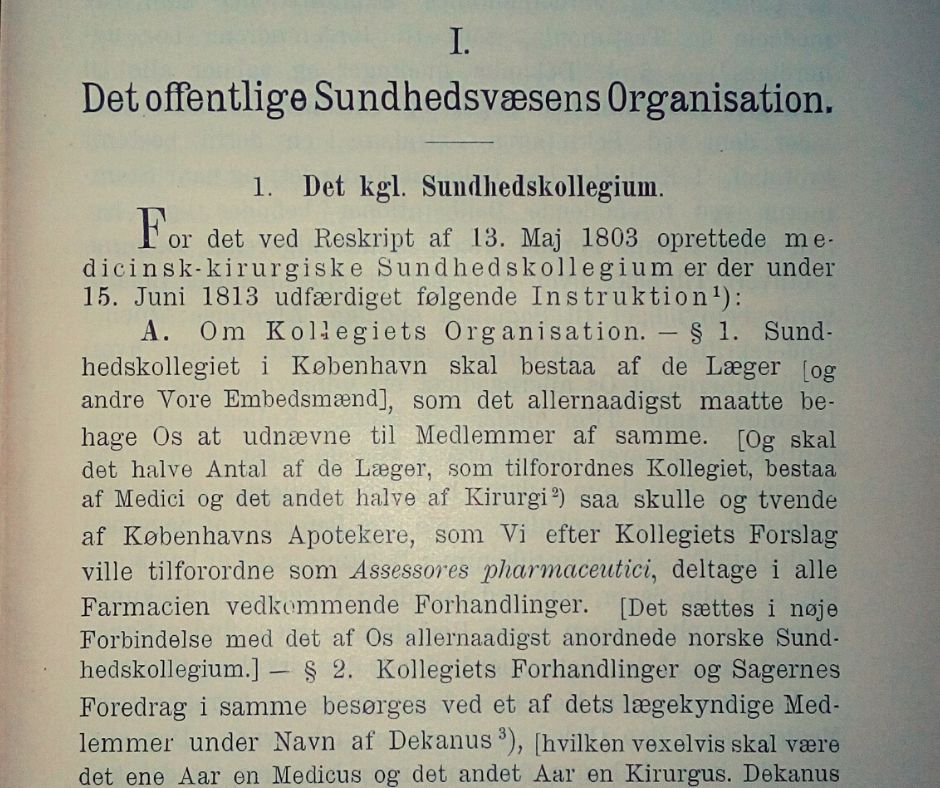 I.
Det offentlige Sundhedsvæsens Organisation.
1. Det kgl. Sundhedskollegium.
For det ved Reskript af 13. Maj 1803 oprettede me-
dicinsk-kirurgiske Sundhedskollegium er der under
15. Juni 1813 udfærdiget følgende Instruktion¹):
A. Om Kollegiets Organisation. — § 1. Sund-
hedskollegiet i København skal bestaa af de Læger [og
andre Vore Embedsmænd], som det allernaadigst maatte be-
hage Os at udnævne til Medlemmer af samme. [Og skal
det halve Antal af de Læger, som tilforordnes Kollegiet, bestaa
af Medici og det andet halve af Kirurgi²) saa skulle og tvende
af Københavns Apotekere, som Vi efter Kollegiets Forslag
ville tilforordne som Assessores pharmaceutici, deltage i alle
Farmacien vedkommende Forhandlinger. [Det sættes i nøje
Forbindelse med det af Os allernaadigst anordnede norske Sund-
hedskollegium.] — § 2. Kollegiets Forhandlinger og Sagernes
Foredrag i samme besørges ved et af dets lægekyndige Med-
lemmer under Navn af Dekanus³), [hvilken vexelvis skal være
det ene Aar en Medicus og det andet Aar en Kirurgus. Dekanus